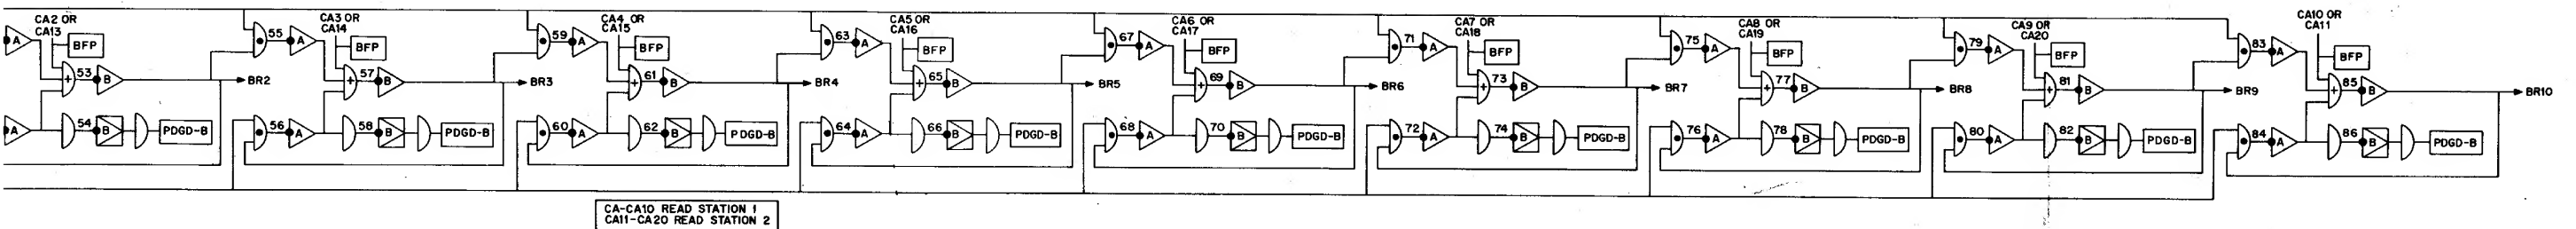 CA2 OR CA13
BFP
A
53
B
BR2
A
54
B
PDGD-B
CA3 OR CA14
55
A
BFP
57
B
BR3
56
A
58
B
PDGD-B
CA4 OR CA15
59
A
BFP
61
B
BR4
60
A
62
B
PDGD-B
CA5 OR CA16
63
A
BFP
65
B
BR5
64
A
66
B
PDGD-B
CA6 OR CA17
67
A
BFP
69
B
BR6
68
A
70
B
PDGD-B
CA7 OR CA18
71
A
BFP
73
B
BR7
72
A
74
B
PDGD-B
CA8 OR CA19
75
A
BFP
77
B
BR8
76
A
78
B
PDGD-B
CA9 OR CA20
79
A
BFP
81
B
BR9
80
A
82
B
PDGD-B
CA10 OR CA11
83
A
BFP
85
B
BR10
84
A
86
B
PDGD-B
CA-CA10 READ STATION 1
CA11-CA20 READ STATION 2